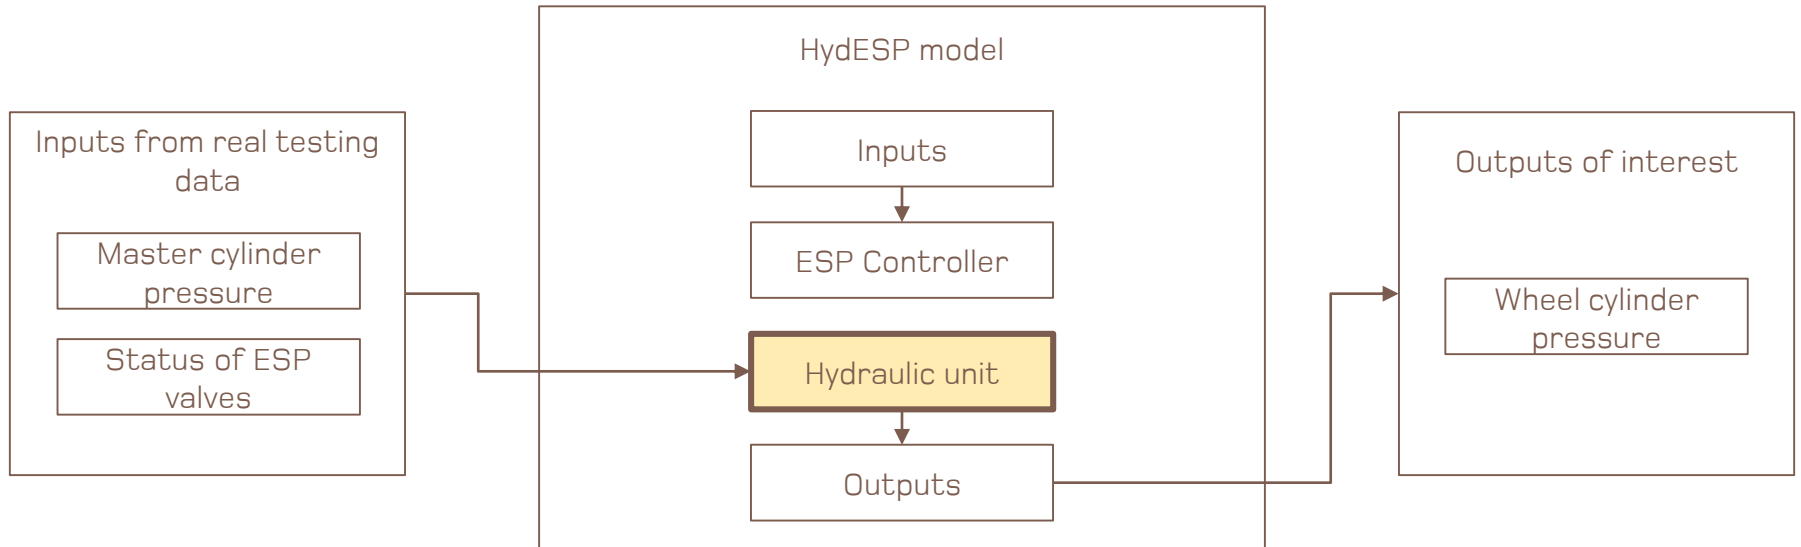 Inputs from real testing
data
Master cylinder
pressure
Status of ESP
valves
HydESP model
Inputs
ESP Controller
Hydraulic unit
Outputs
Outputs of interest
Wheel cylinder
pressure